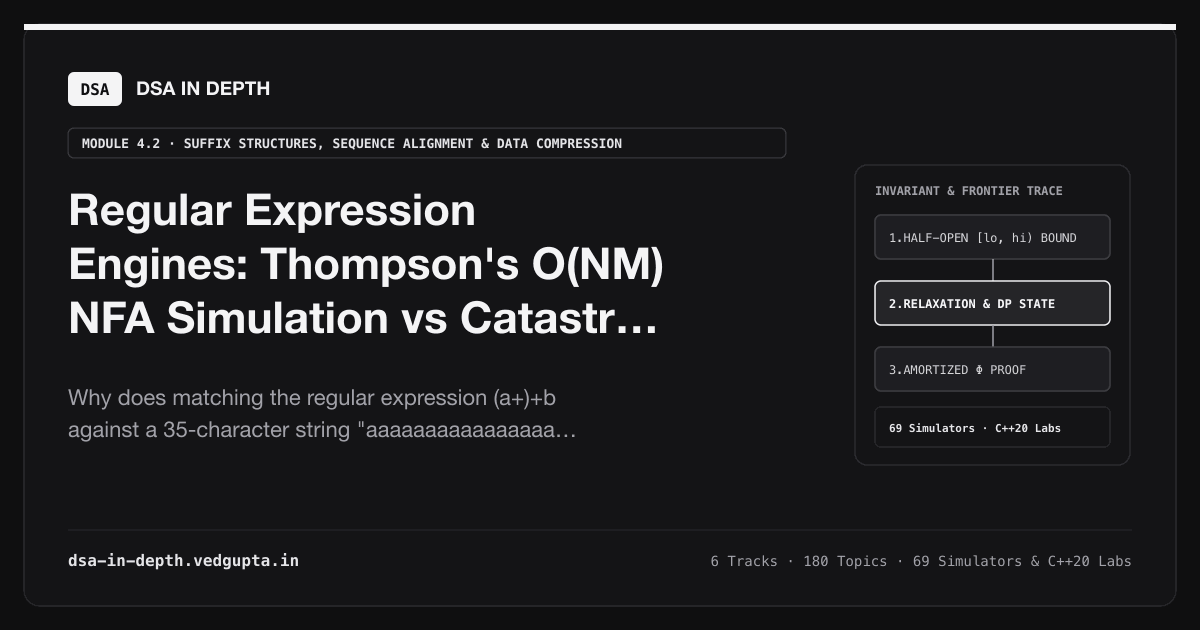 DSA
DSA IN DEPTH
MODULE 4.2 · SUFFIX STRUCTURES, SEQUENCE ALIGNMENT & DATA COMPRESSION
Regular Expression
Engines: Thompson's O(NM)
NFA Simulation vs Catastr...
Why does matching the regular expression (a+)+b
against a 35-character string "aaaaaaaaaaaaaaaa...
INVARIANT & FRONTIER TRACE
1.HALF-OPEN [lo, hi) BOUND
2.RELAXATION & DP STATE
3.AMORTIZED Φ PROOF
69 Simulators · C++20 Labs
dsa-in-depth.vedgupta.in
6 Tracks · 180 Topics · 69 Simulators & C++20 Labs